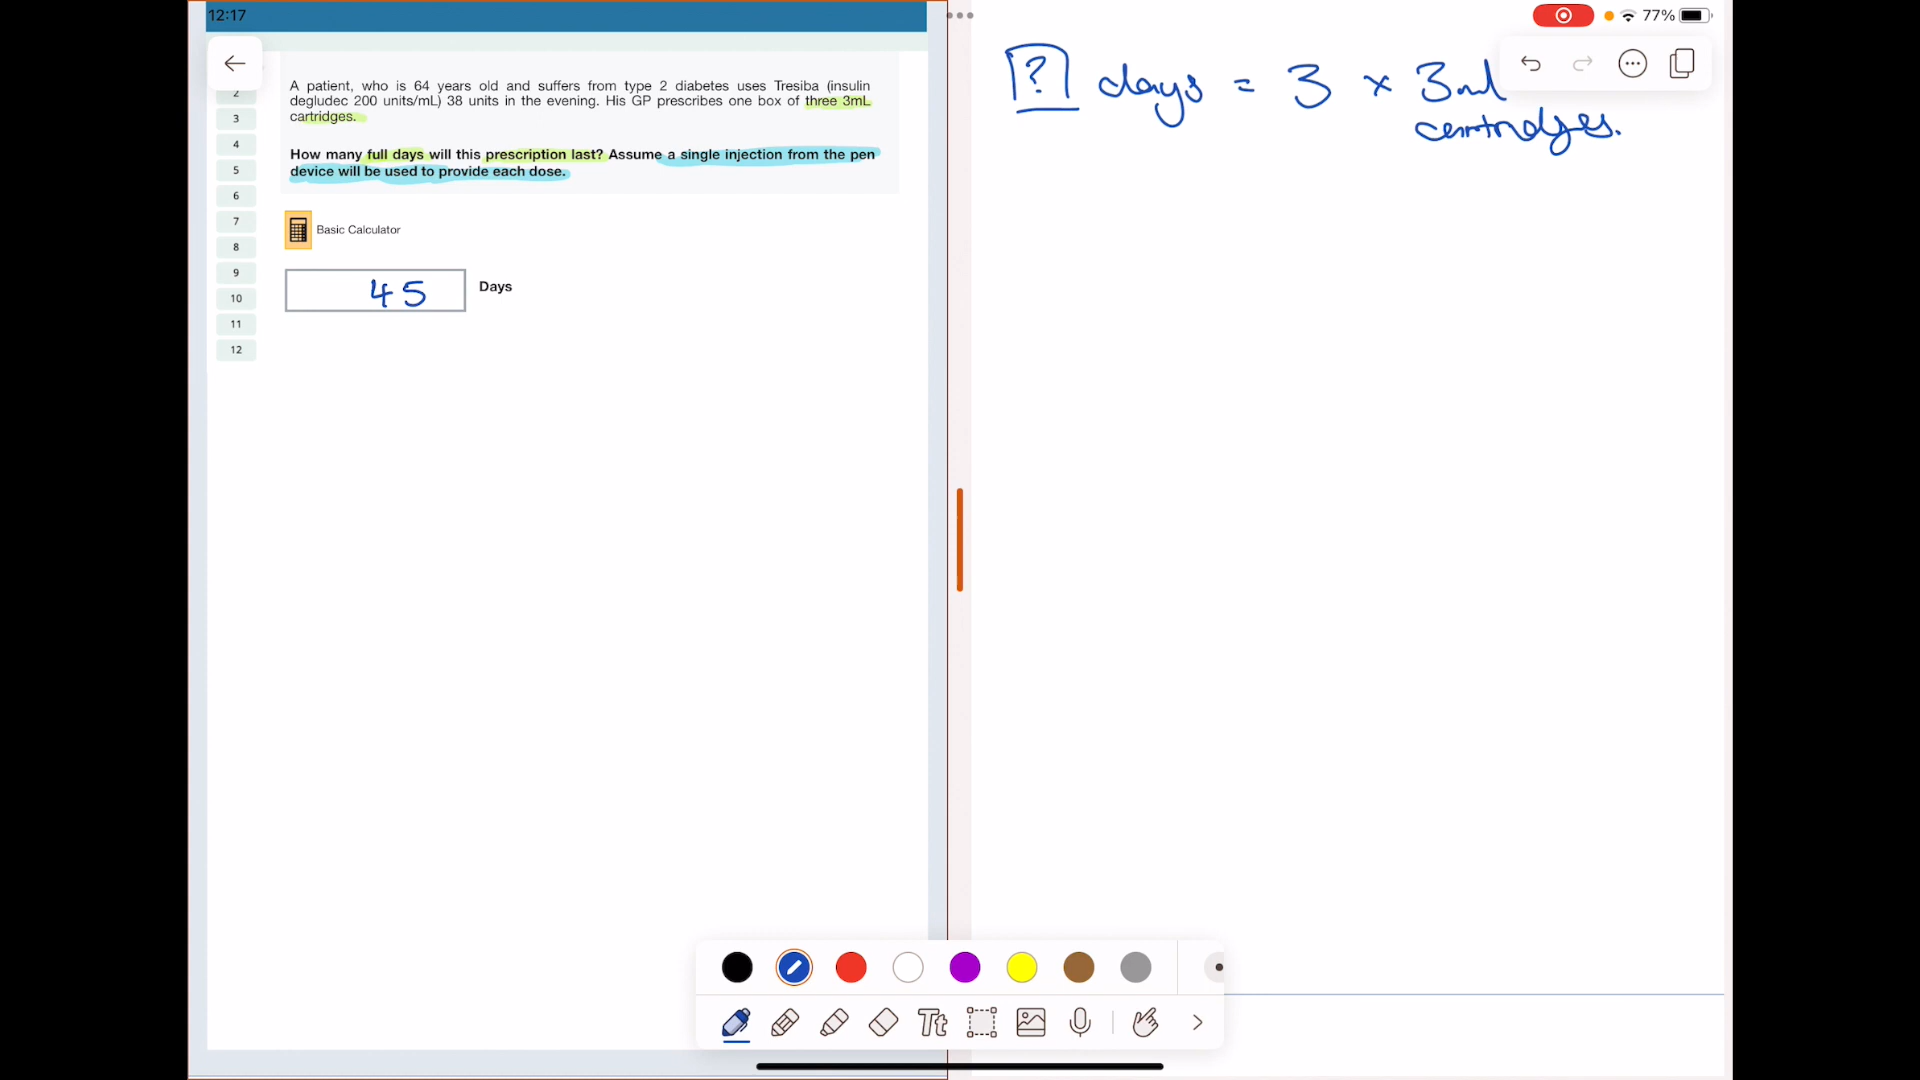 12:17
77%
2
3
4
5
6
7
8
9
10
11
12
A patient, who is 64 years old and suffers from type 2 diabetes uses Tresiba (insulin
degludec 200 units/mL) 38 units in the evening. His GP prescribes one box of three 3mL
cartridges.
How many full days will this prescription last? Assume a single injection from the pen
device will be used to provide each dose.
Basic Calculator
45 Days
? days = 3 x 3ml
cartridges.
Tt